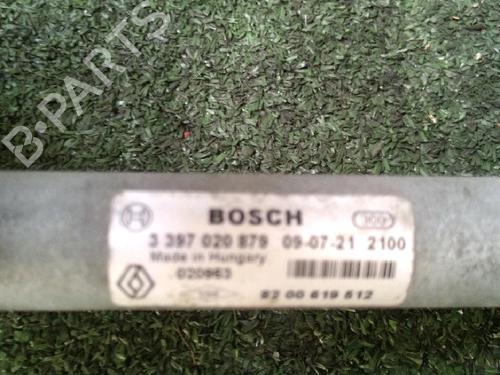 B-PARTS
BOSCH
3 397 020 879 09-07-21 2100
Made in Hungary
020963
82 00 619 512